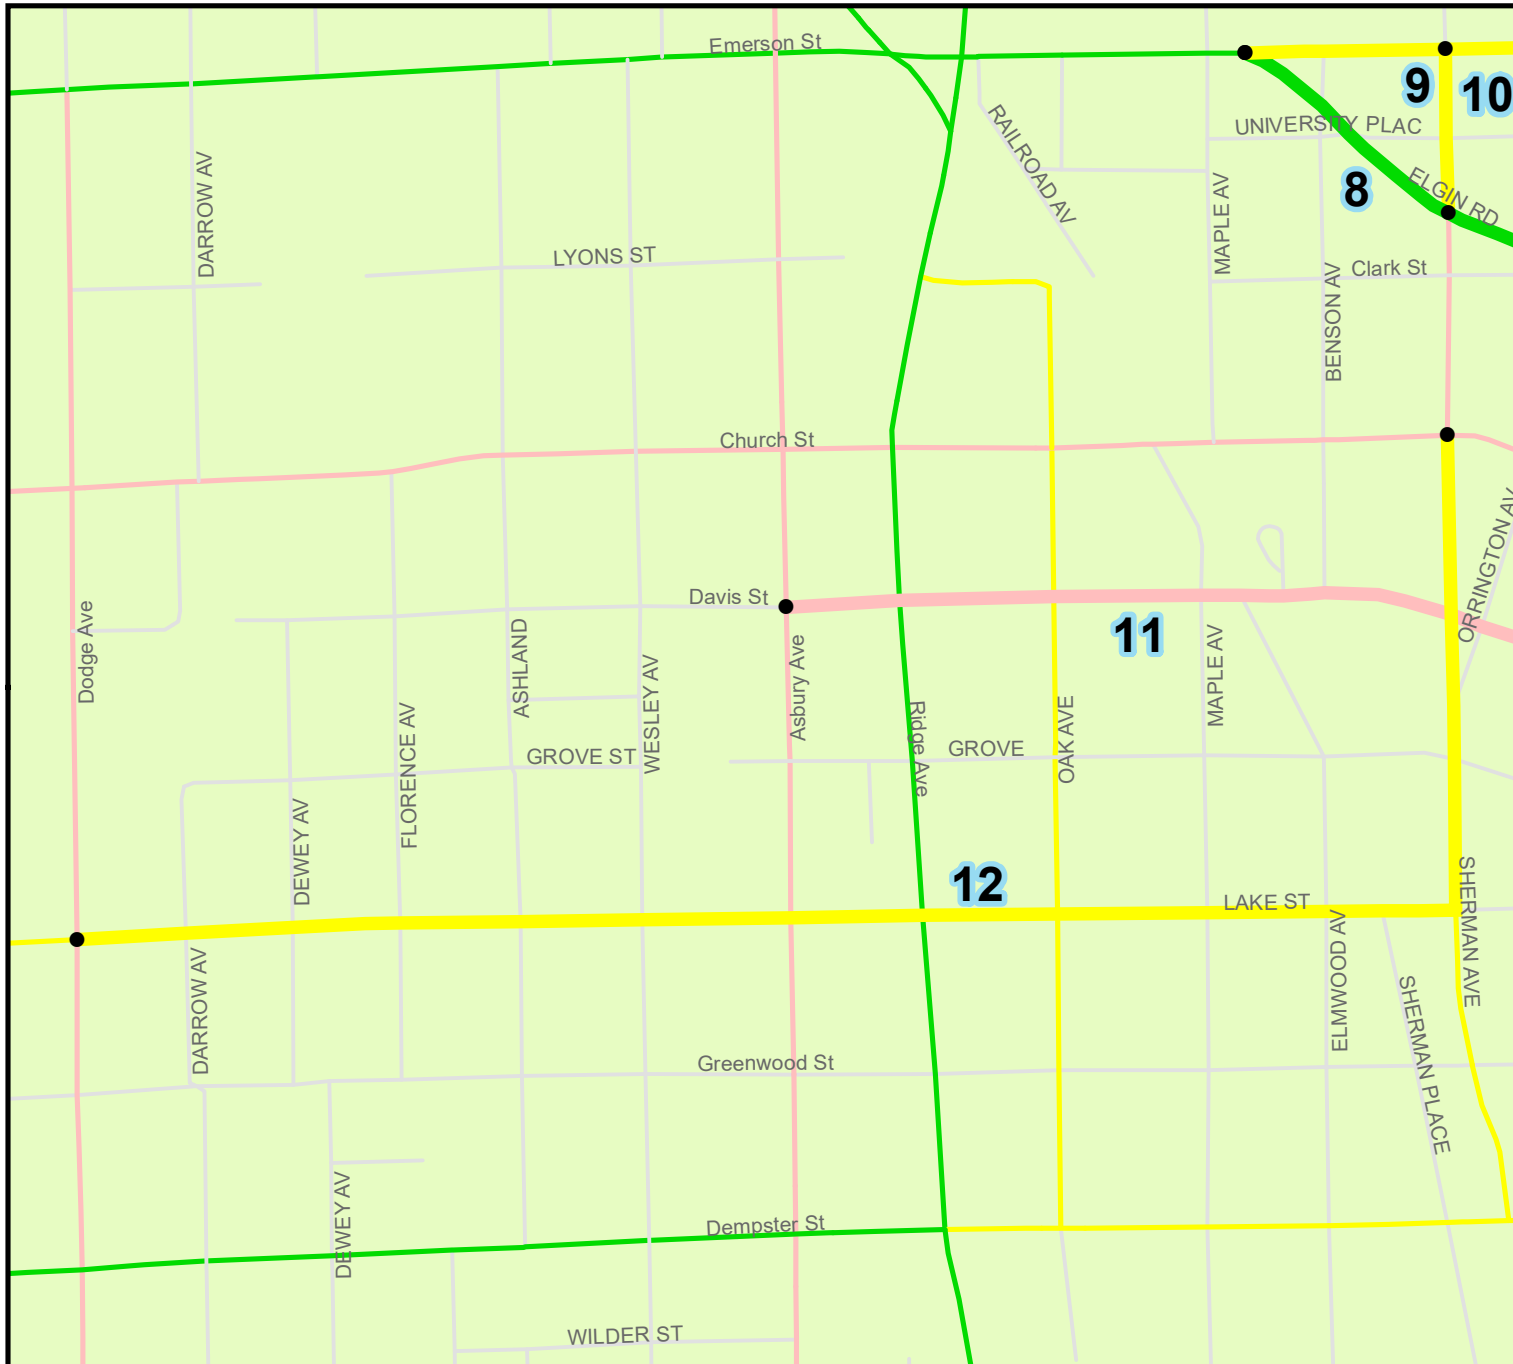 Emerson St
9
10
UNIVERSITY PLAC
RAILROAD AV
DARROW AV
MAPLE AV
8
ELGIN RD
LYONS ST
Clark St
BENSON AV
Church St
ORRINGTON AV
Davis St
Dodge Ave
ASHLAND
WESLEY AV
Asbury Ave
11
MAPLE AV
Ridge Ave
OAK AVE
GROVE ST
GROVE
FLORENCE AV
DEWEY AV
12
LAKE ST
SHERMAN AVE
ELMWOOD AV
DARROW AV
SHERMAN PLACE
Greenwood St
DEWEY AV
Dempster St
WILDER ST